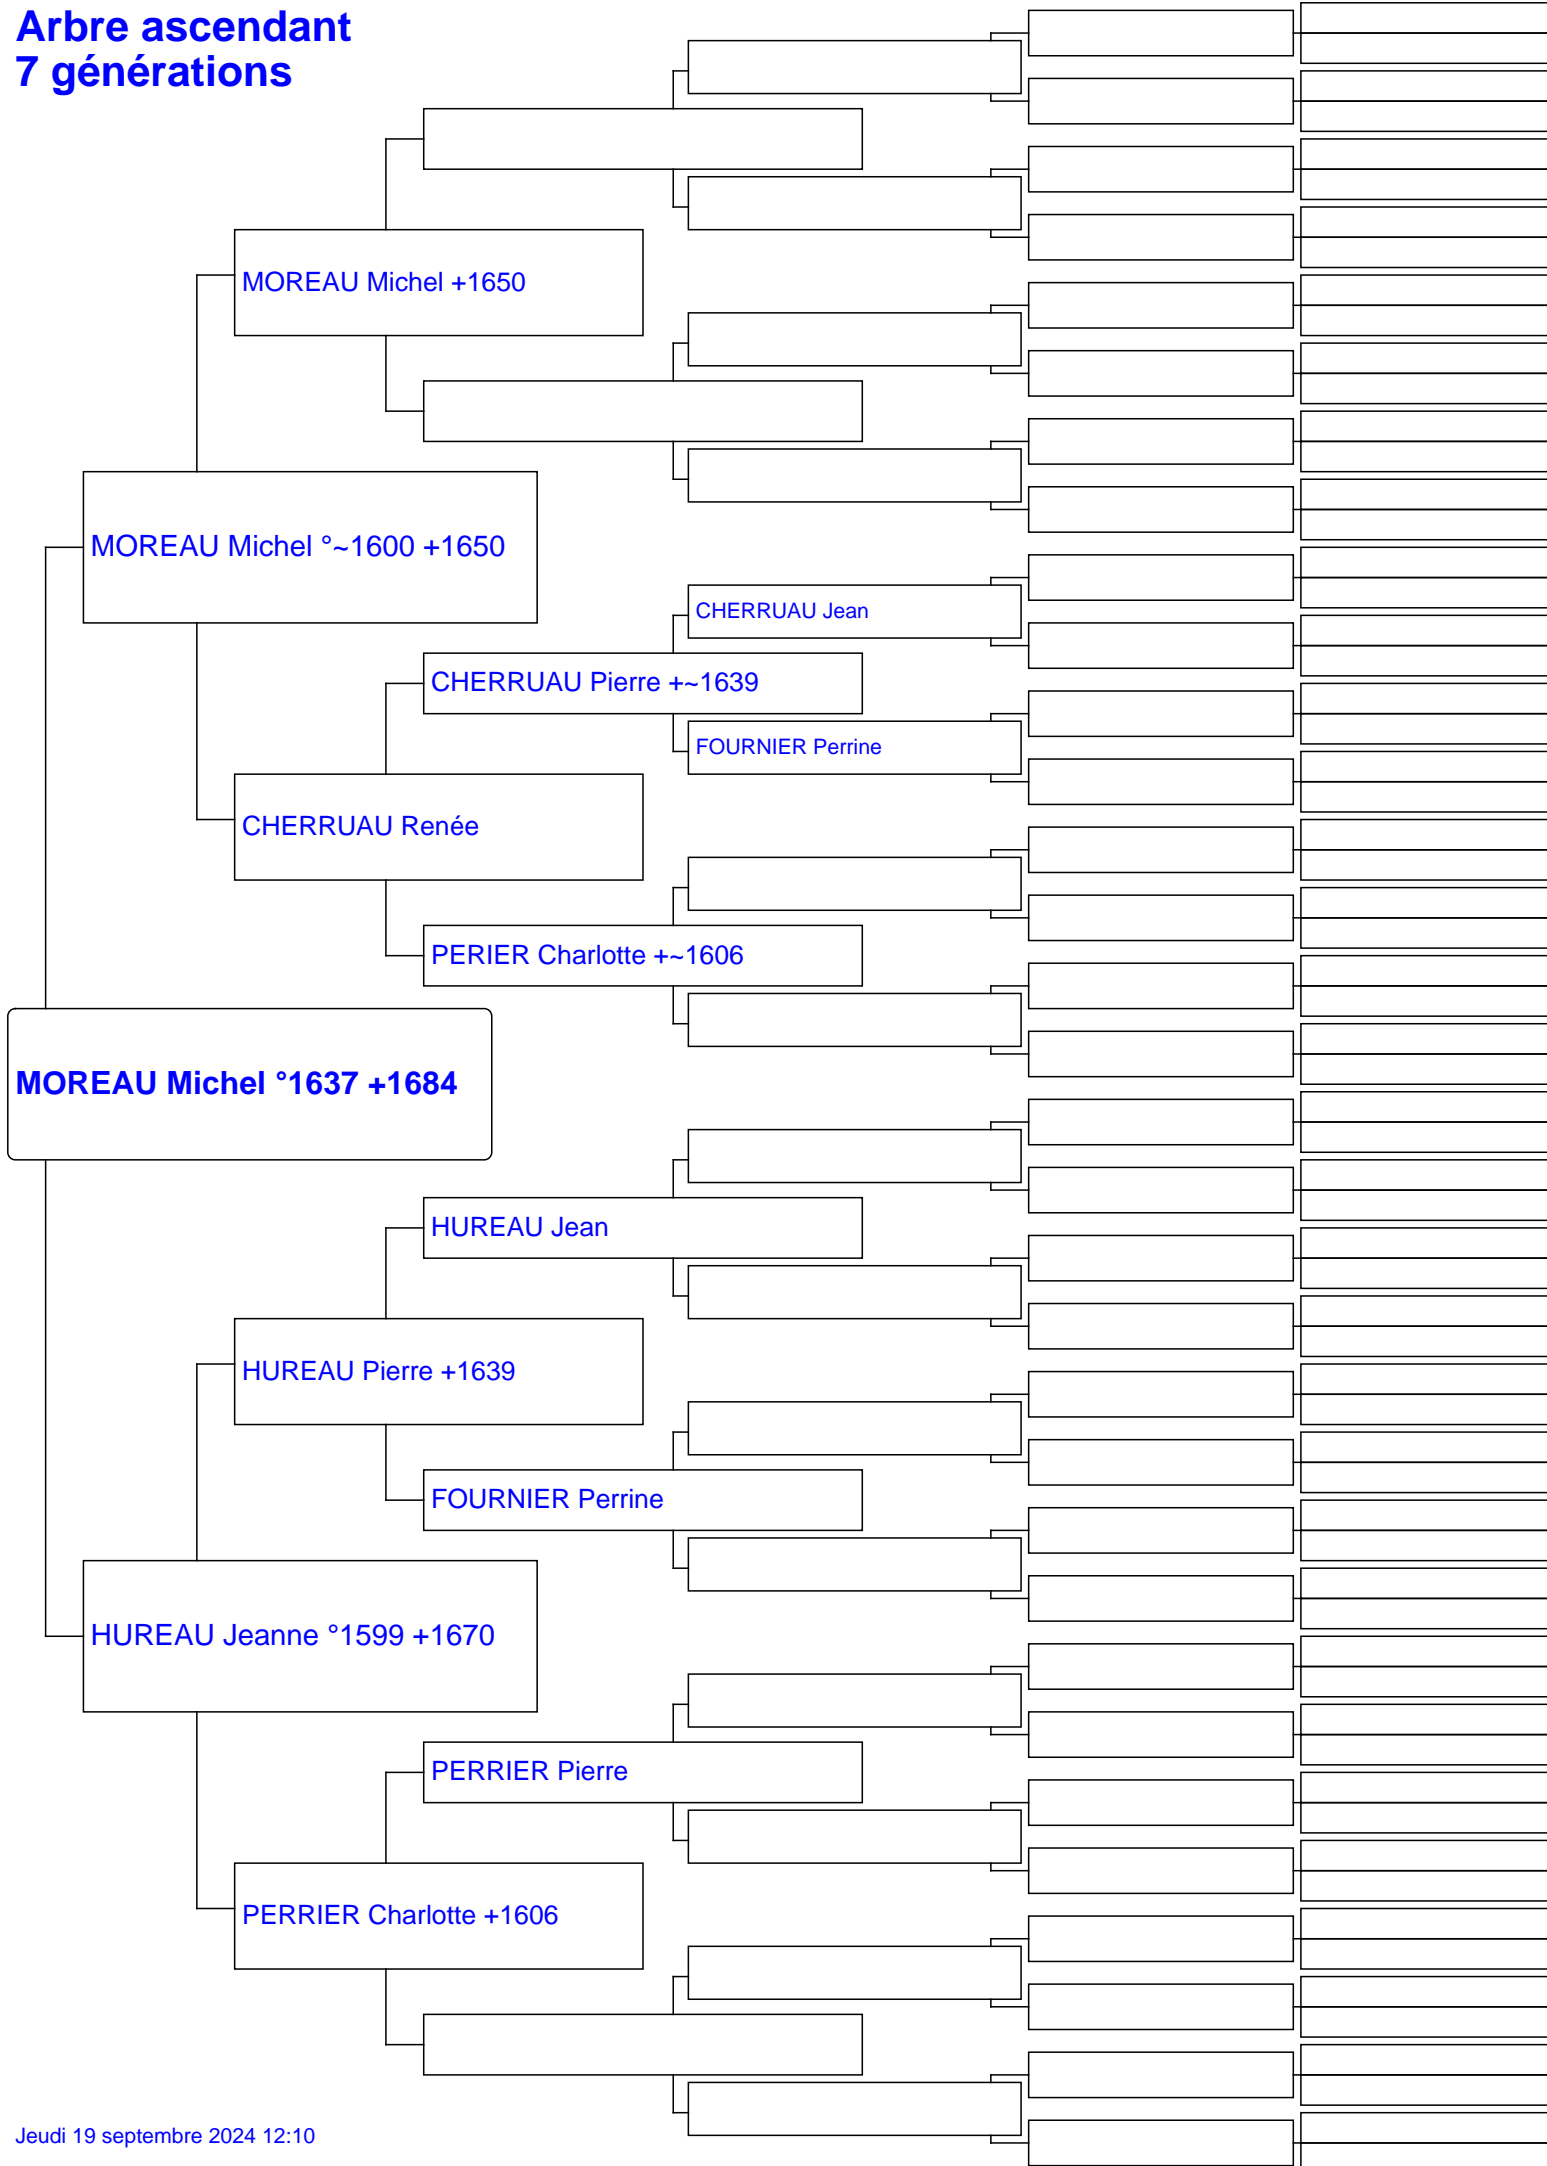 Arbre ascendant
7 générations
MOREAU Michel +1650
MOREAU Michel °~1600 +1650
CHERRUAU Jean
CHERRUAU Pierre +~1639
FOURNIER Perrine
CHERRUAU Renée
PERIER Charlotte +~1606
MOREAU Michel °1637 +1684
HUREAU Jean
HUREAU Pierre +1639
FOURNIER Perrine
HUREAU Jeanne °1599 +1670
PERRIER Pierre
PERRIER Charlotte +1606
Jeudi 19 septembre 2024 12:10